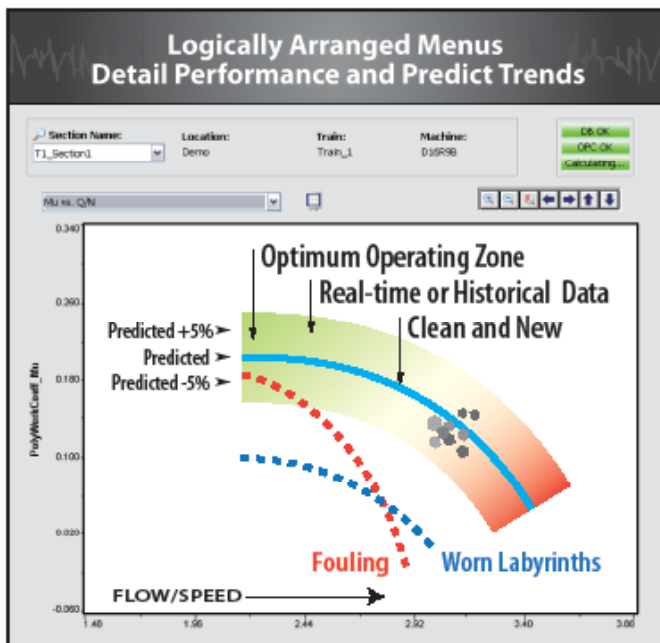 Logically Arranged Menus
Detail Performance and Predict Trends
Section Name:
Location:
Train:
Machine:
T1_Section1
Demo
Train_1
D16R9B
DB OK
OPC OK
Calculating...
Mu vs. Q/N
0.340
0.260
0.180
0.100
0.020
-0.060
PolyWorkCoeff_Mu
Optimum Operating Zone
Real-time or Historical Data
Clean and New
Predicted +5%
Predicted
Predicted -5%
Fouling
Worn Labyrinths
FLOW/SPEED
1.48
1.96
2.44
2.92
3.40
3.88